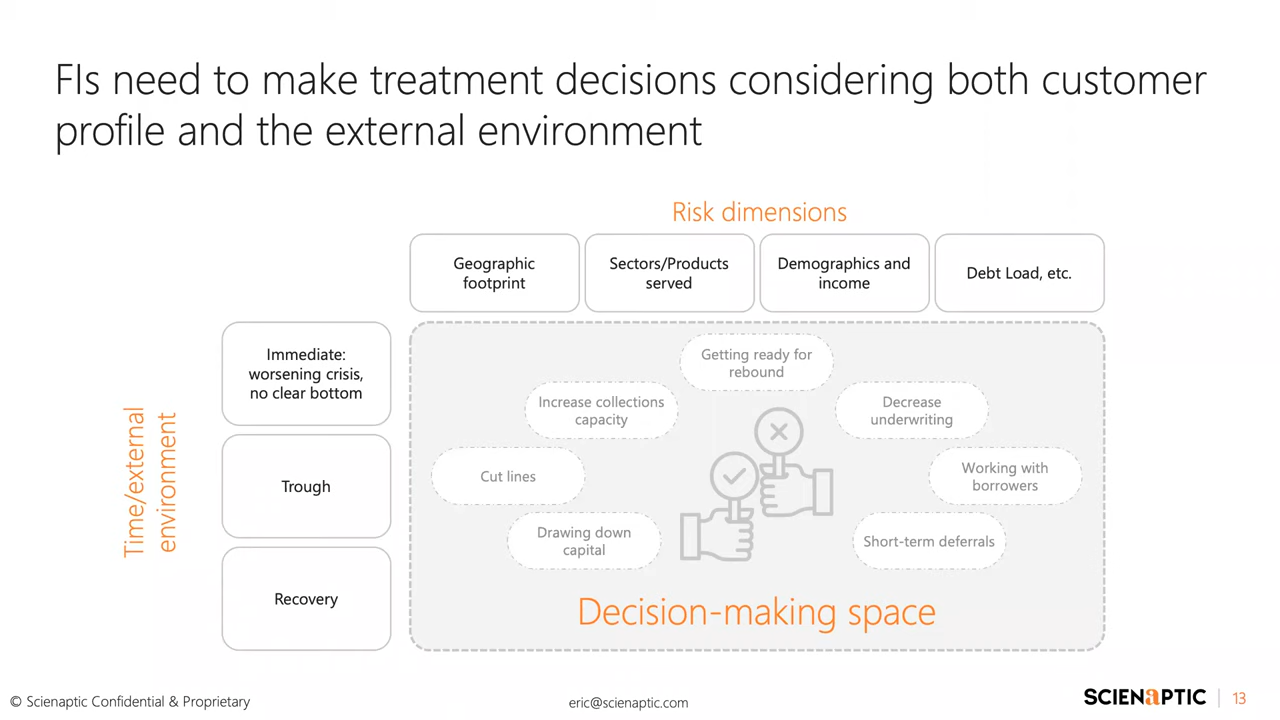 FIs need to make treatment decisions considering both customer
profile and the external environment
Risk dimensions
Geographic
footprint
Sectors/Products
served
Demographics and
income
Debt Load, etc.
Time/external
environment
Immediate:
worsening crisis,
no clear bottom
Trough
Recovery
Getting ready for
rebound
Increase collections
capacity
Decrease
underwriting
Cut lines
Working with
borrowers
Drawing down
capital
Short-term deferrals
Decision-making space
© Scienaptic Confidential & Proprietary
eric@scienaptic.com
SCIENAPTIC
13